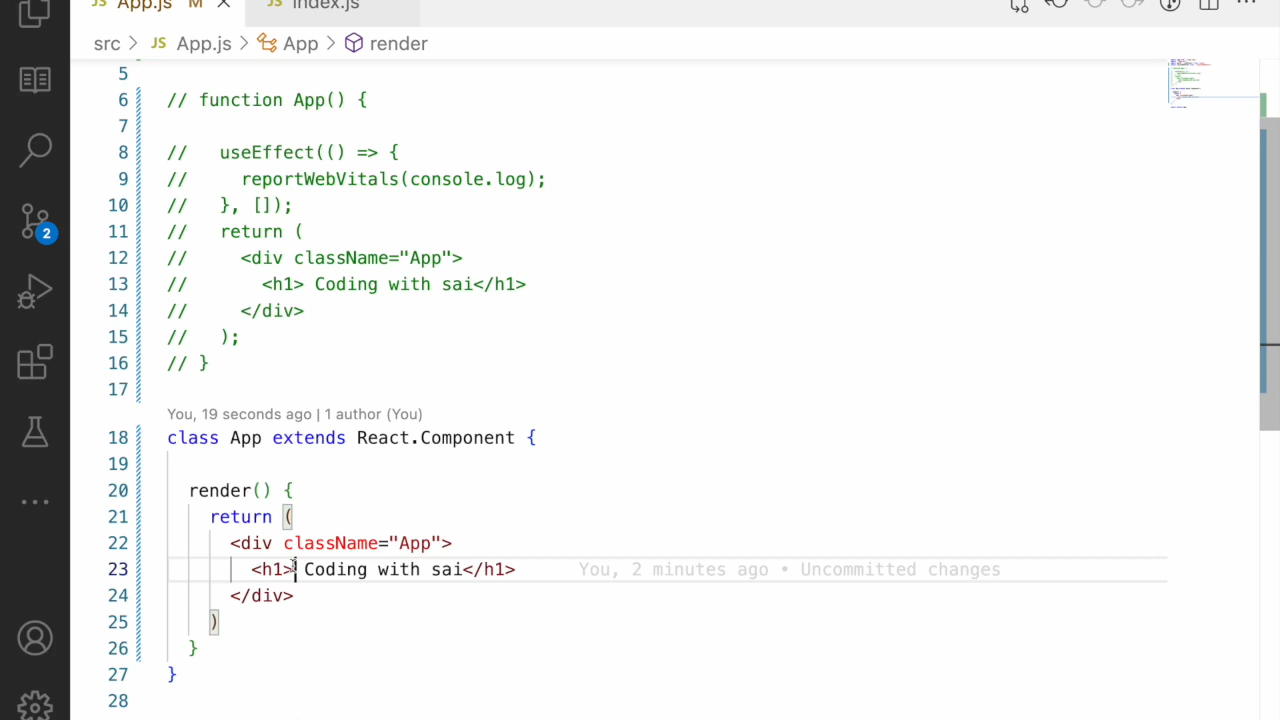 JS App.js M
JS index.js
src > JS App.js > App > render
5
6 // function App() {
7
8 //   useEffect(() => {
9 //     reportWebVitals(console.log);
10 //   }, []);
11 //   return (
12 //     <div className="App">
13 //       <h1> Coding with sai</h1>
14 //     </div>
15 //   );
16 // }
17
You, 19 seconds ago | 1 author (You)
18 class App extends React.Component {
19
20   render() {
21     return (
22       <div className="App">
23         <h1> Coding with sai</h1> You, 2 minutes ago • Uncommitted changes
24       </div>
25     )
26   }
27 }
28
2